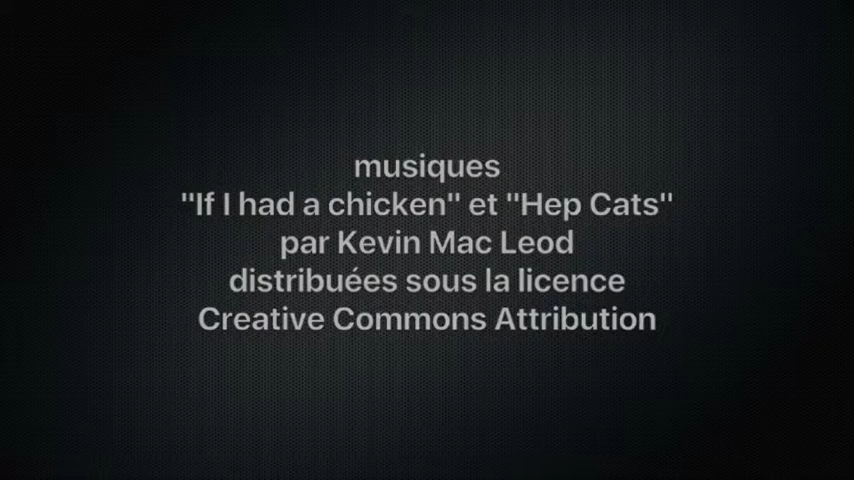 musiques
"If I had a chicken" et "Hep Cats"
par Kevin Mac Leod
distribuées sous la licence
Creative Commons Attribution